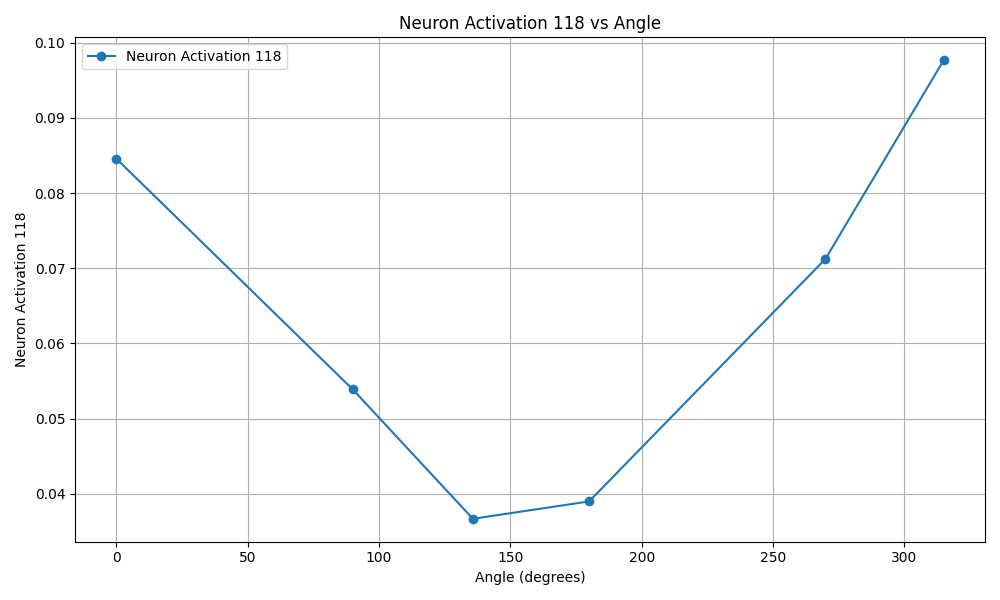 Neuron Activation 118 vs Angle
Neuron Activation 118
0.10
0.09
0.08
0.07
0.06
0.05
0.04
Neuron Activation 118
0 50 100 150 200 250 300
Angle (degrees)